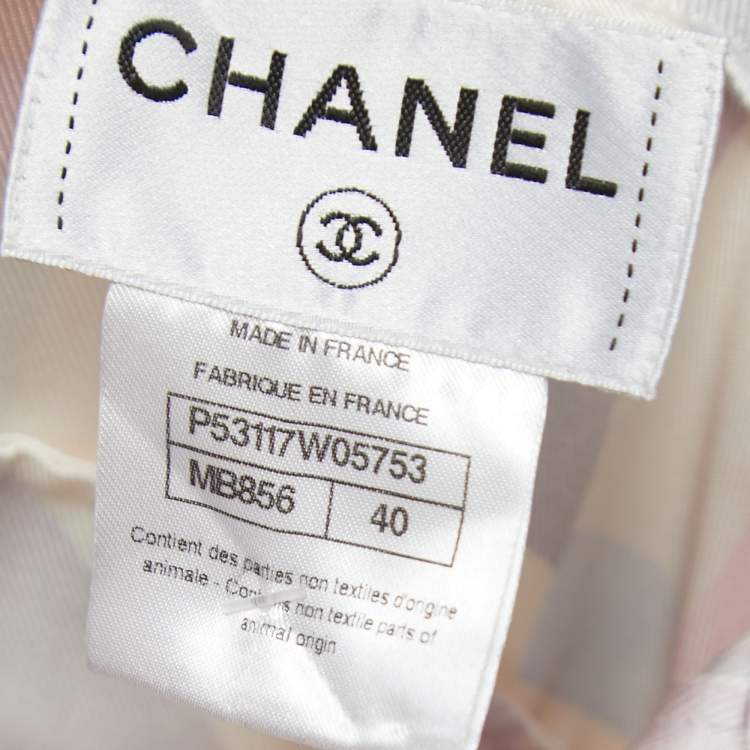 CHANEL
MADE IN FRANCE
FABRIQUE EN FRANCE
P53117W05753
MB856 40
Contient des parties non textiles d'origine
animale - Contains non textile parts of
animal origin